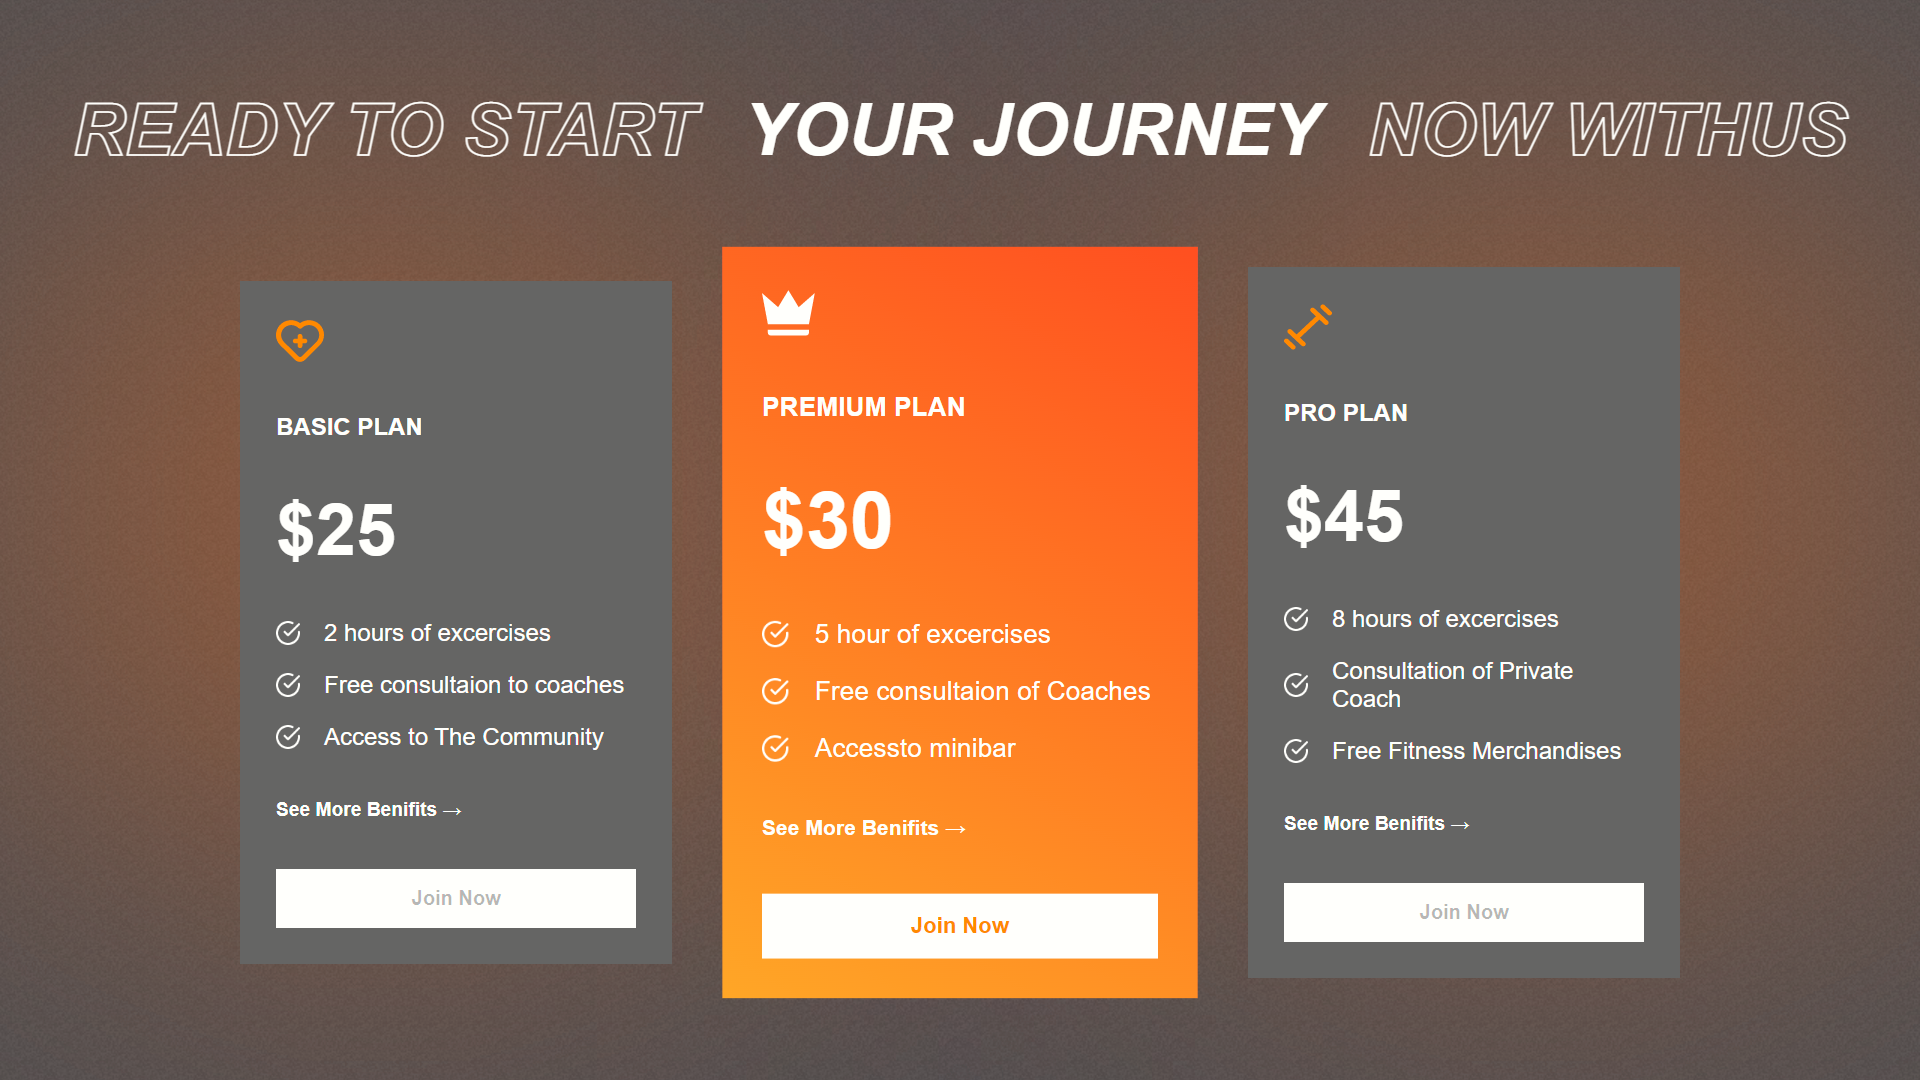 READY TO START YOUR JOURNEY NOW WITHUS
BASIC PLAN
$25
2 hours of excercises
Free consultaion to coaches
Access to The Community
See More Benifits →
Join Now
PREMIUM PLAN
$30
5 hour of excercises
Free consultaion of Coaches
Accessto minibar
See More Benifits →
Join Now
PRO PLAN
$45
8 hours of excercises
Consultation of Private
Coach
Free Fitness Merchandises
See More Benifits →
Join Now